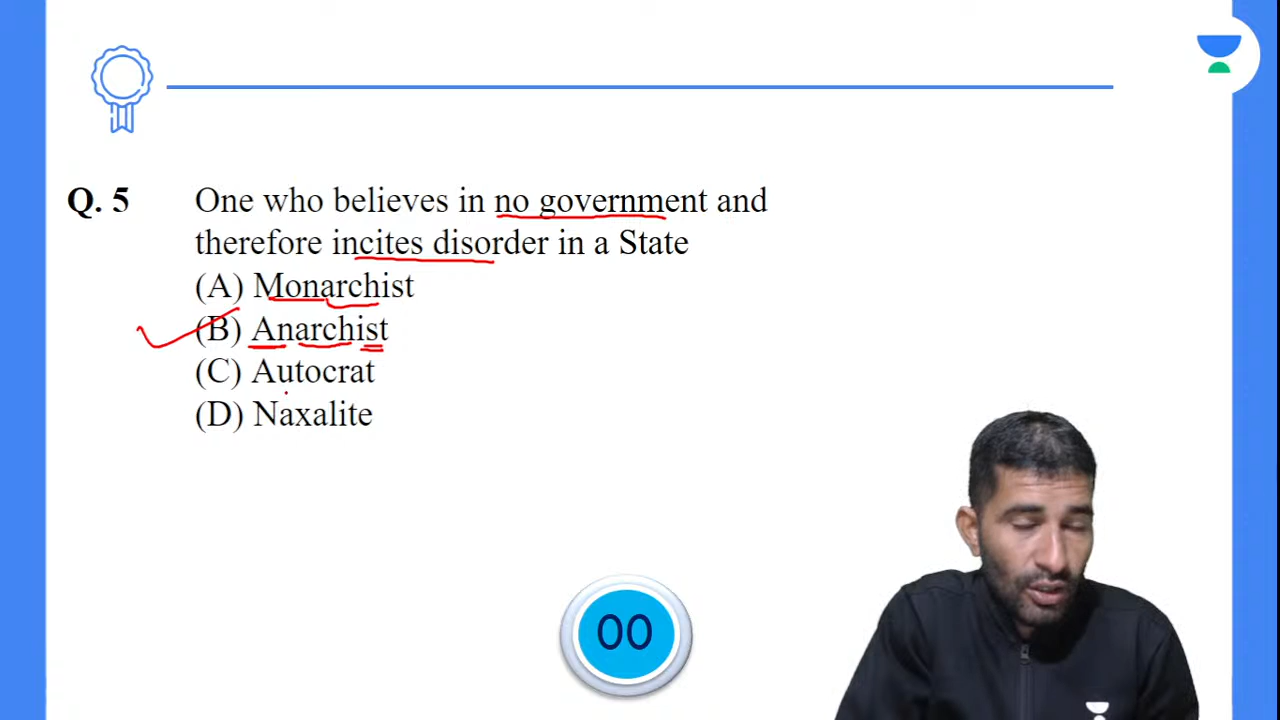 Q. 5 One who believes in no government and
therefore incites disorder in a State
(A) Monarchist
(B) Anarchist
(C) Autocrat
(D) Naxalite
00